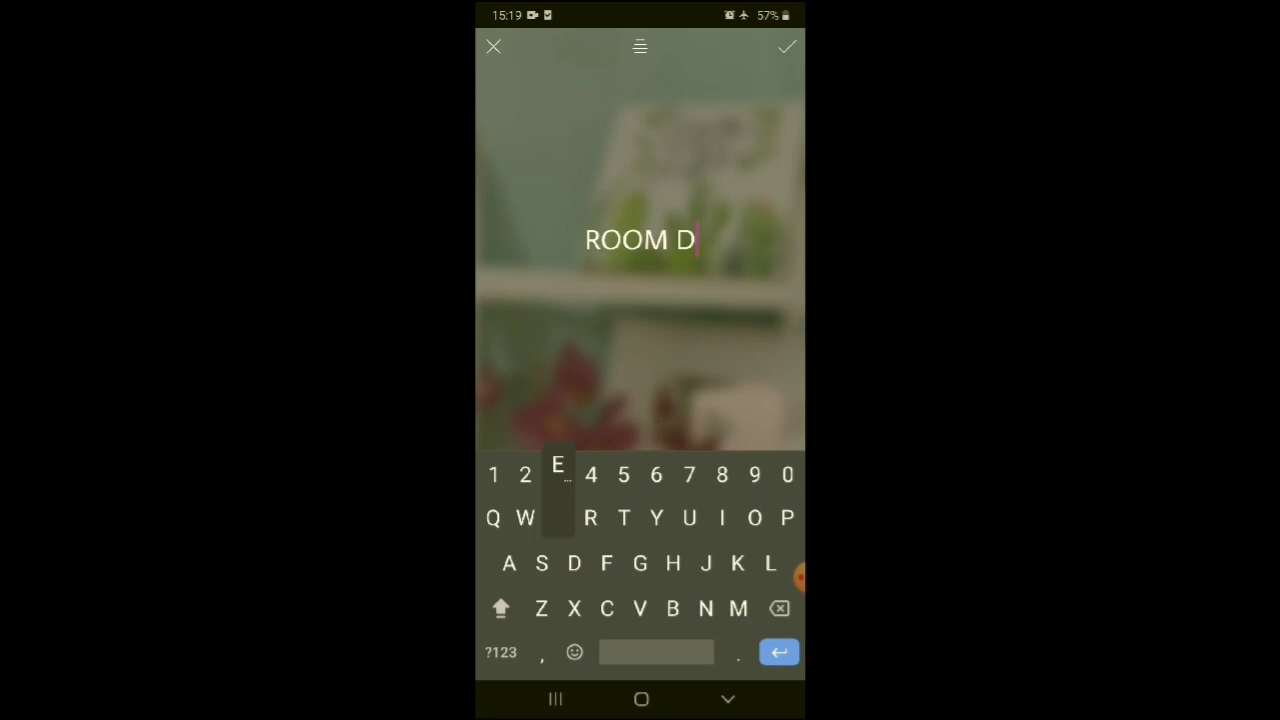 15:19 57%
ROOM D
E
1 2 4 5 6 7 8 9 0
Q W R T Y U I O P
A S D F G H J K L
Z X C V B N M
?123 , .